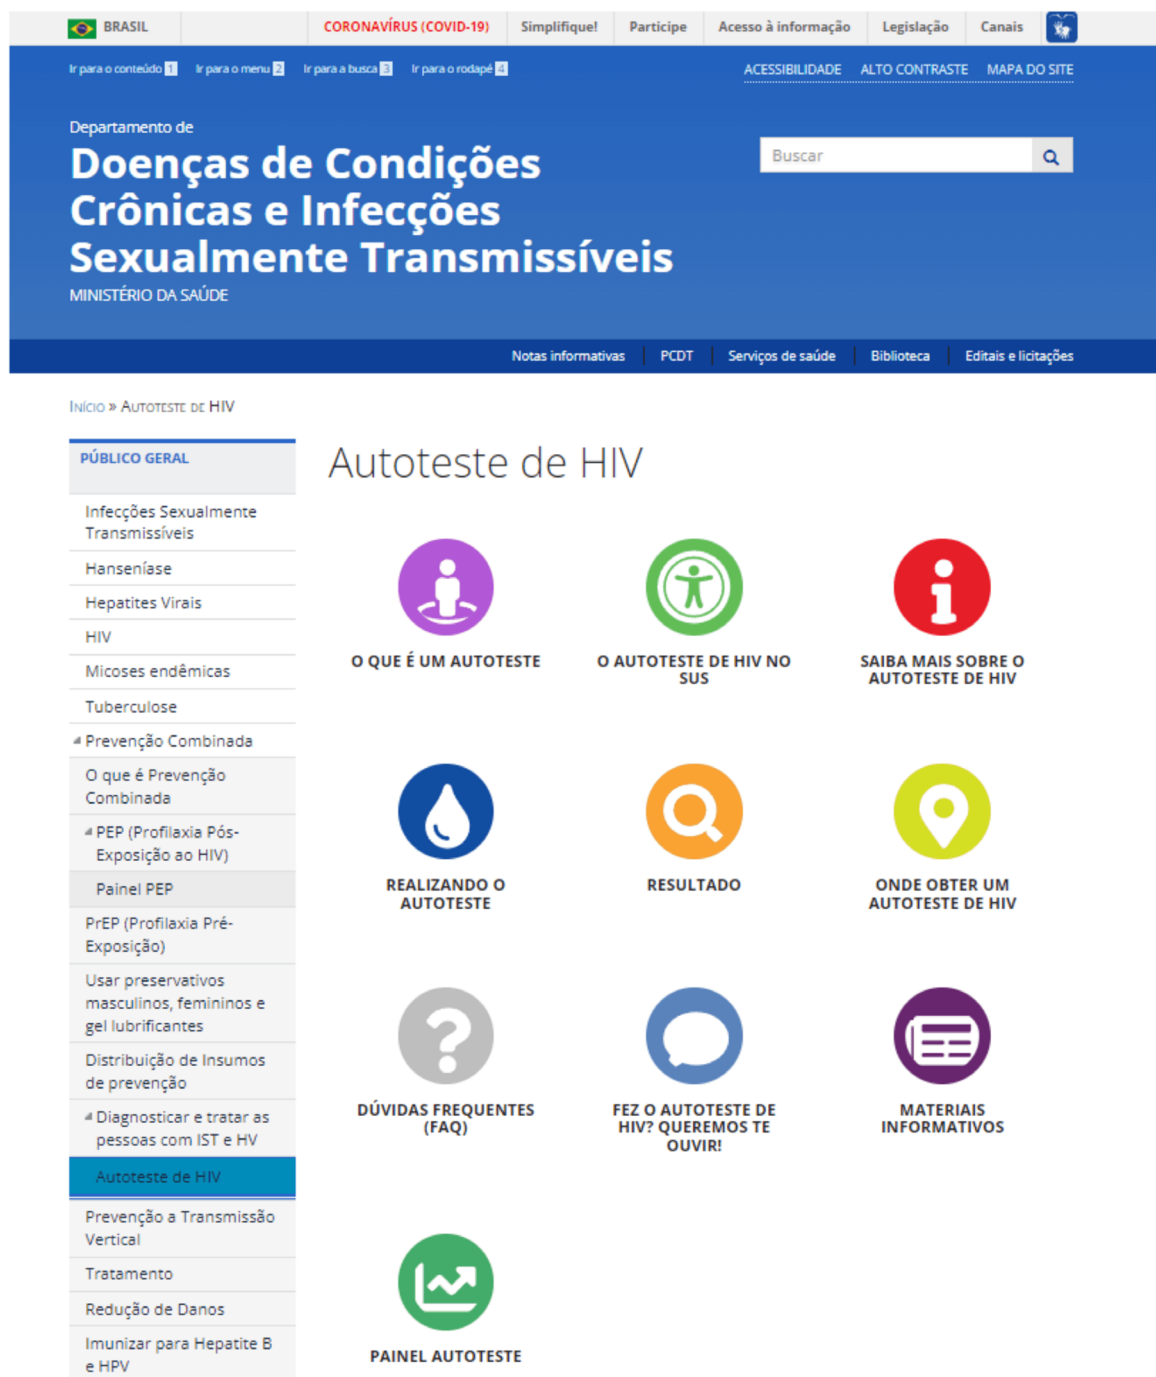 BRASIL
CORONAVÍRUS (COVID-19)
Simplifique!
Participe
Acesso à informação
Legislação
Canais
Ir para o conteúdo 1
Ir para o menu 2
Ir para a busca 3
Ir para o rodapé 4
ACESSIBILIDADE
ALTO CONTRASTE
MAPA DO SITE
Departamento de
Doenças de Condições
Crônicas e Infecções
Sexualmente Transmissíveis
MINISTÉRIO DA SAÚDE
Buscar
Notas informativas
PCDT
Serviços de saúde
Biblioteca
Editais e licitações
INÍCIO » AUTOTESTE DE HIV
PÚBLICO GERAL
Infecções Sexualmente
Transmissíveis
Hanseníase
Hepatites Virais
HIV
Micoses endêmicas
Tuberculose
Prevenção Combinada
O que é Prevenção
Combinada
PEP (Profilaxia Pós-
Exposição ao HIV)
Painel PEP
PrEP (Profilaxia Pré-
Exposição)
Usar preservativos
masculinos, femininos e
gel lubrificantes
Distribuição de Insumos
de prevenção
Diagnosticar e tratar as
pessoas com IST e HV
Autoteste de HIV
Prevenção a Transmissão
Vertical
Tratamento
Redução de Danos
Imunizar para Hepatite B
e HPV
Autoteste de HIV
O QUE É UM AUTOTESTE
O AUTOTESTE DE HIV NO
SUS
SAIBA MAIS SOBRE O
AUTOTESTE DE HIV
REALIZANDO O
AUTOTESTE
RESULTADO
ONDE OBTER UM
AUTOTESTE DE HIV
DÚVIDAS FREQUENTES
(FAQ)
FEZ O AUTOTESTE DE
HIV? QUEREMOS TE
OUVIR!
MATERIAIS
INFORMATIVOS
PAINEL AUTOTESTE